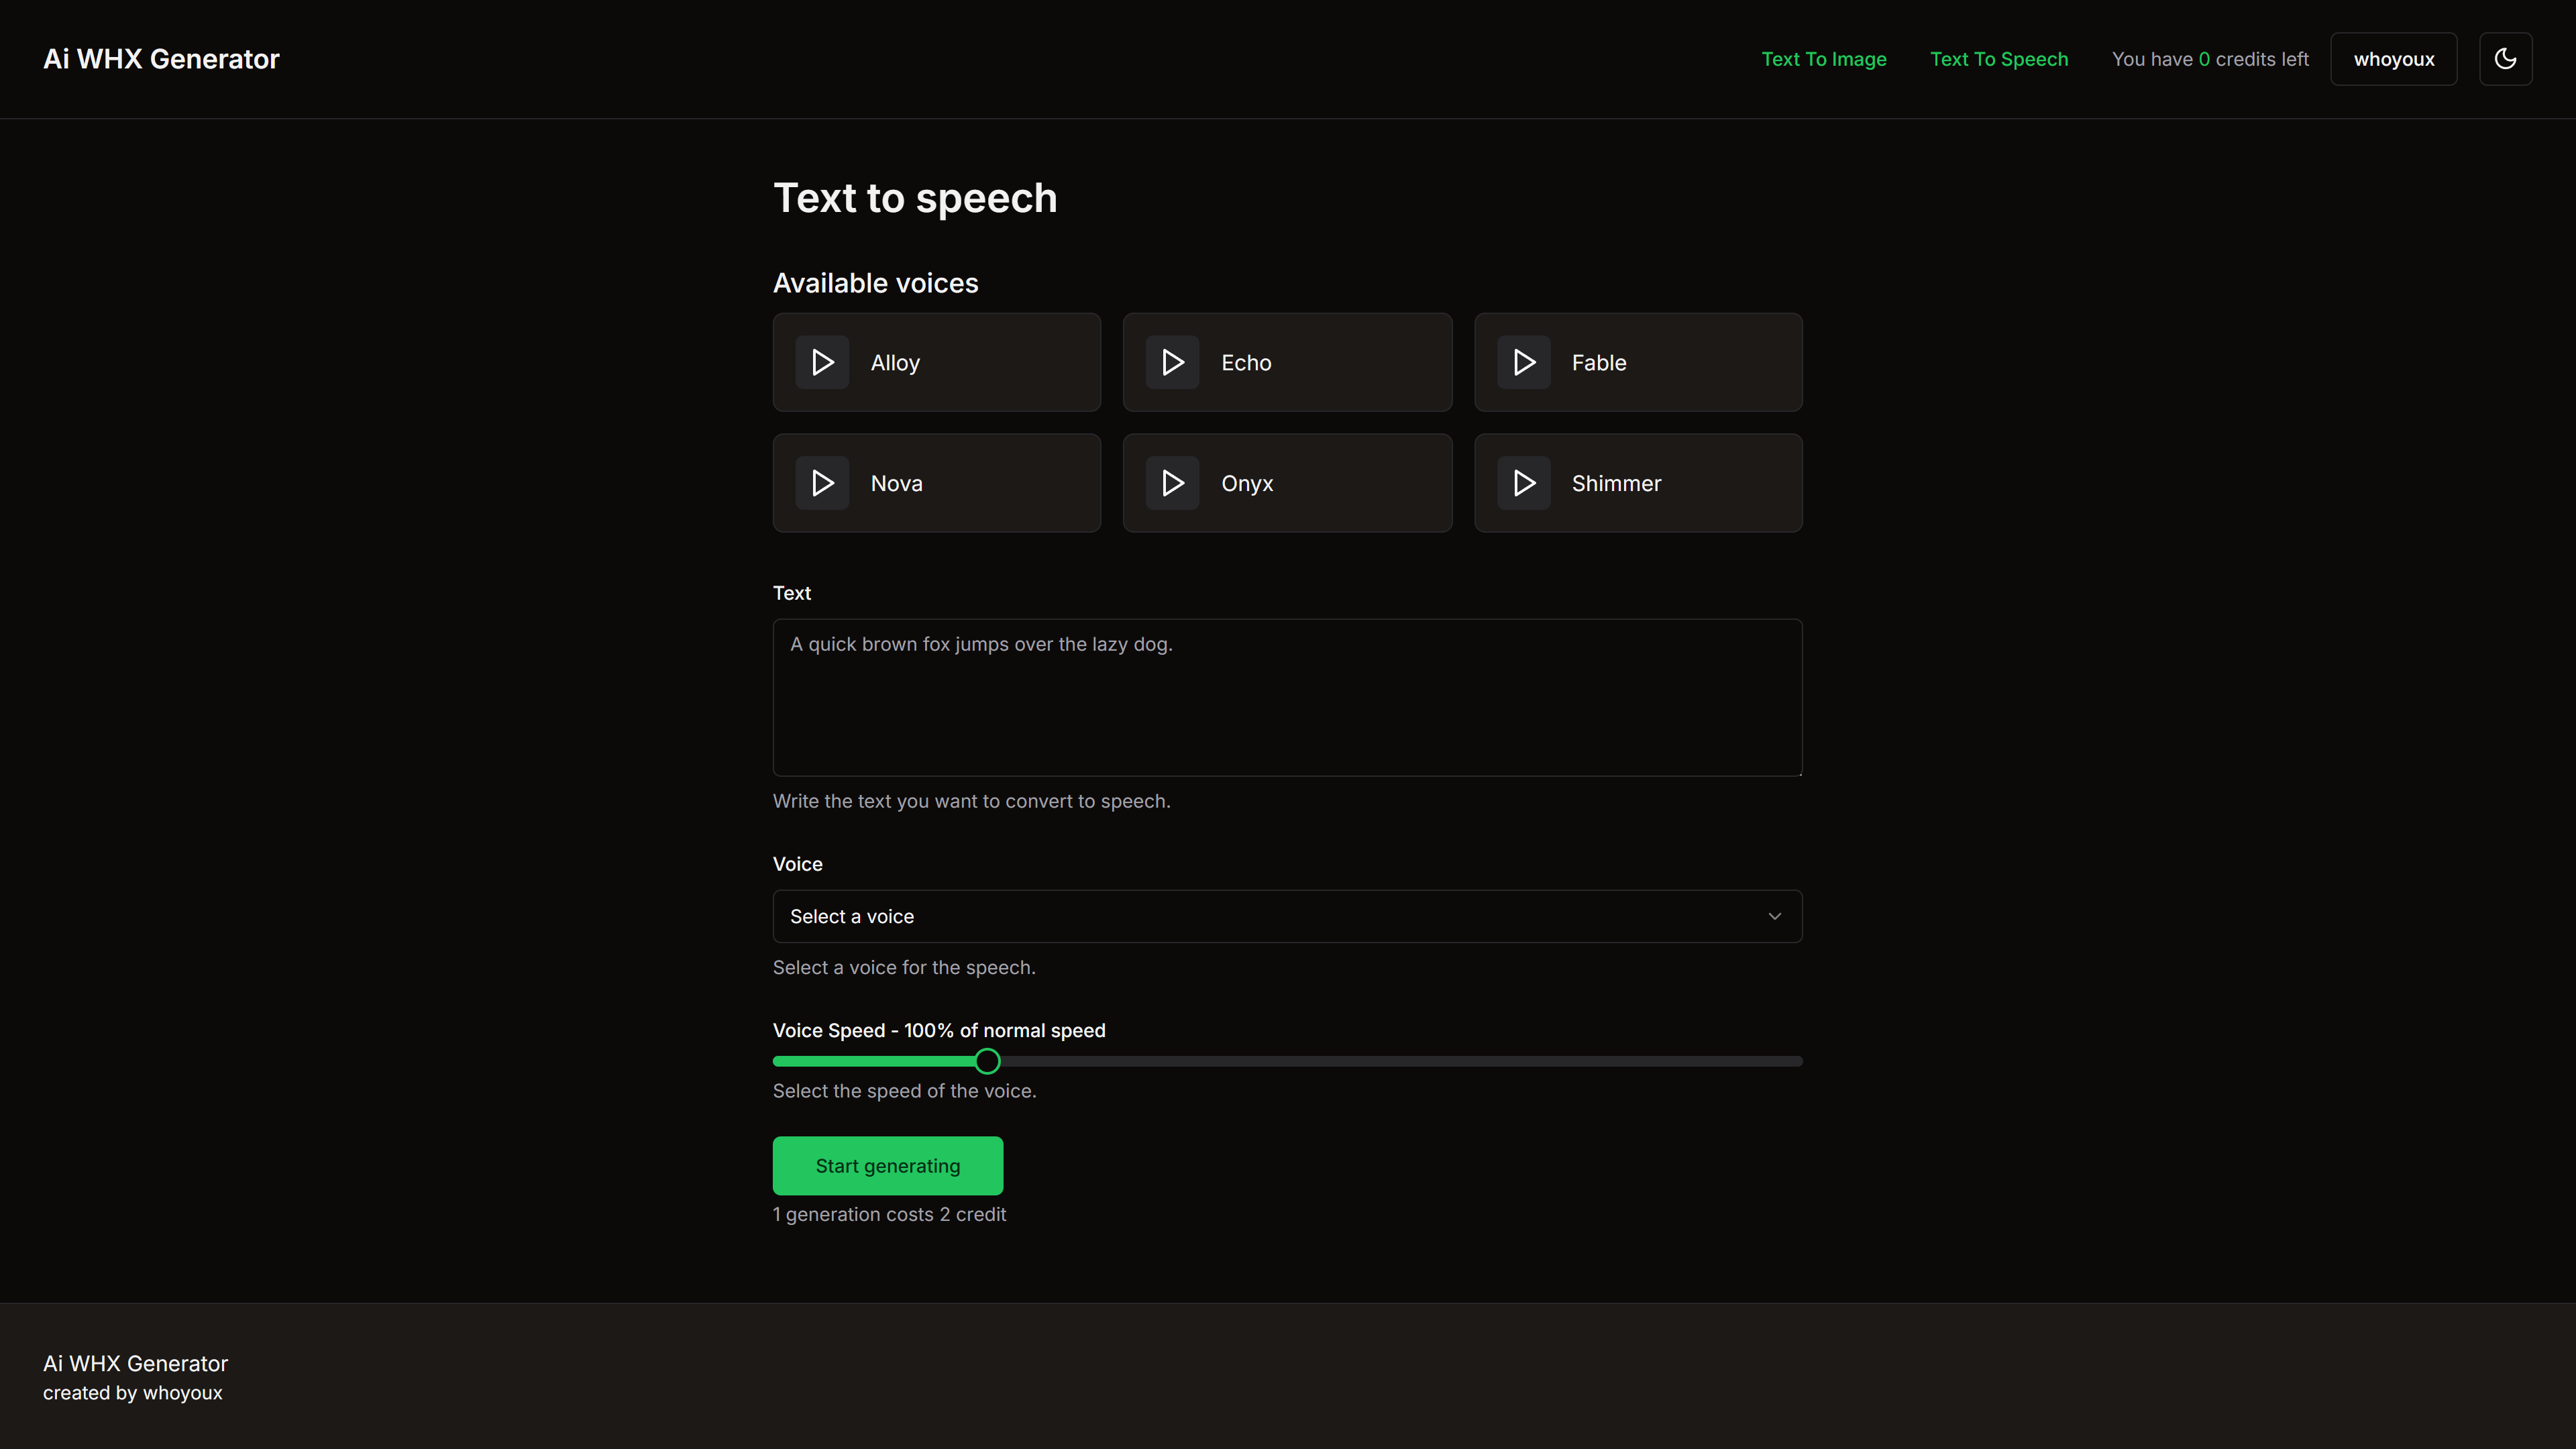 Ai WHX Generator
Text To Image
Text To Speech
You have 0 credits left
whoyoux
Text to speech
Available voices
Alloy
Echo
Fable
Nova
Onyx
Shimmer
Text
A quick brown fox jumps over the lazy dog.
Write the text you want to convert to speech.
Voice
Select a voice
Select a voice for the speech.
Voice Speed - 100% of normal speed
Select the speed of the voice.
Start generating
1 generation costs 2 credit
Ai WHX Generator
created by whoyoux